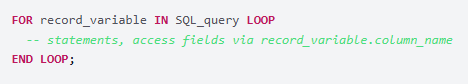 FOR record_variable IN SQL_query LOOP
  -- statements, access fields via record_variable.column_name
END LOOP;